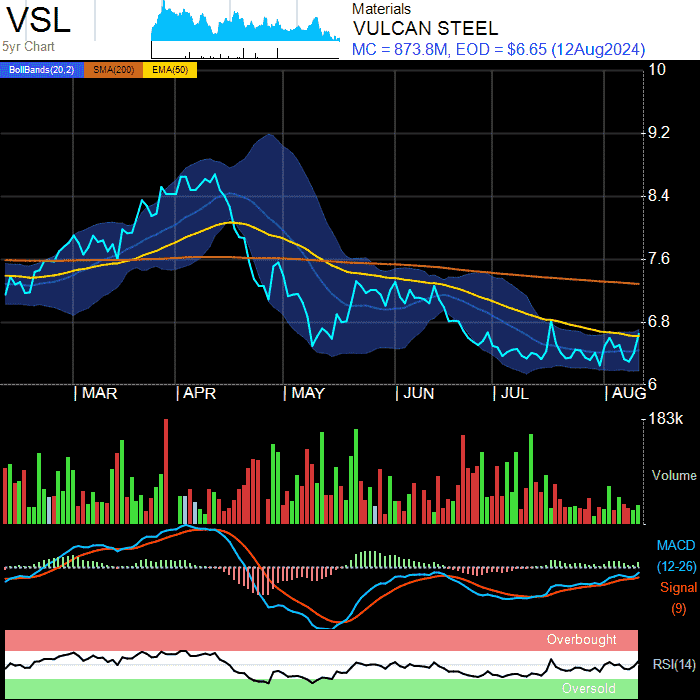 VSL
5yr Chart
Materials
VULCAN STEEL
MC = 873.8M, EOD = $6.65 (12Aug2024)
BollBands(20,2) SMA(200) EMA(50)
10
9.2
8.4
7.6
6.8
6
MAR APR MAY JUN JUL AUG
183k
Volume
MACD
(12-26)
Signal
(9)
Overbought
RSI(14)
Oversold